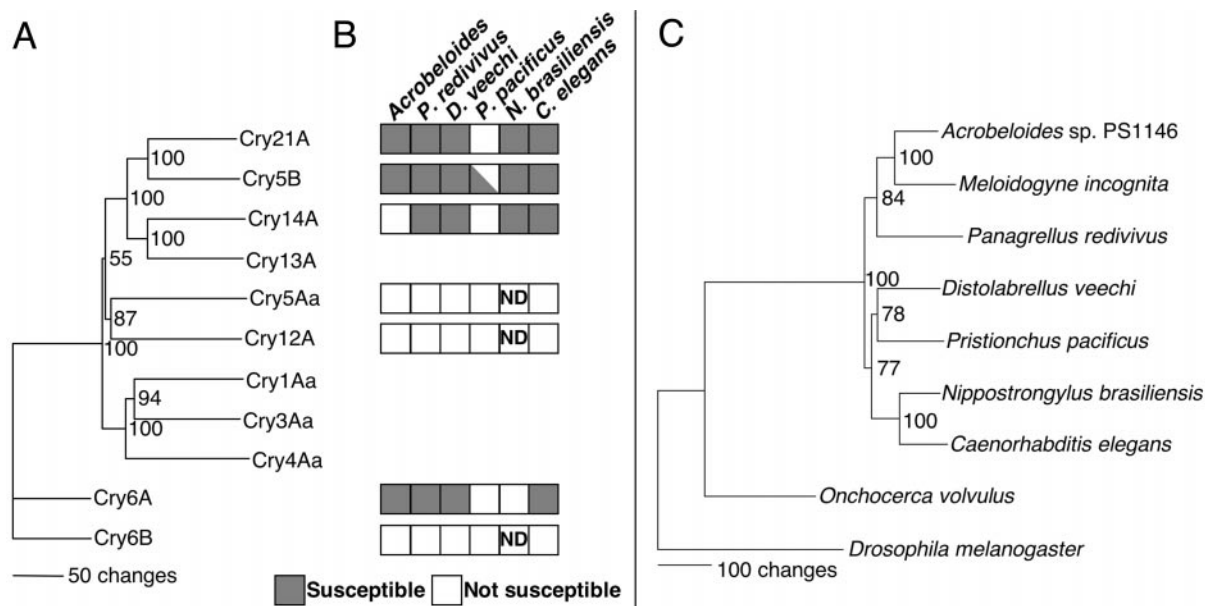 A
Cry21A
100
Cry5B
100
Cry14A
100
Cry13A
55
Cry5Aa
87
Cry12A
100
Cry1Aa
94
Cry3Aa
100
Cry4Aa
Cry6A
Cry6B
50 changes
B
Acrobeloides
P. redivivus
D. veechi
P. pacificus
N. brasiliensis
C. elegans
ND
ND
ND
Susceptible
Not susceptible
C
Acrobeloides sp. PS1146
100
Meloidogyne incognita
84
Panagrellus redivivus
100
Distolabrellus veechi
78
Pristionchus pacificus
77
Nippostrongylus brasiliensis
100
Caenorhabditis elegans
Onchocerca volvulus
Drosophila melanogaster
100 changes